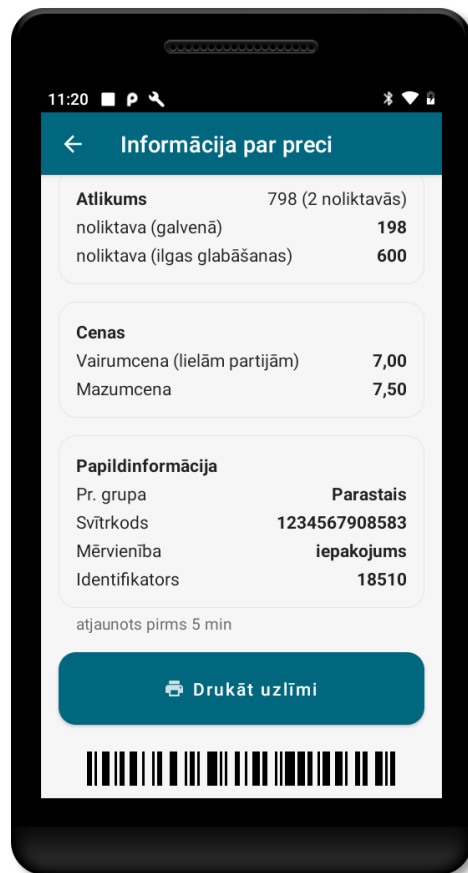 11:20
Informācija par preci
Atlikums 798 (2 noliktavās)
noliktava (galvenā) 198
noliktava (ilgas glabāšanas) 600
Cenas
Vairumcena (lielām partijām) 7,00
Mazumcena 7,50
Papildinformācija
Pr. grupa Parastais
Svītrkods 1234567908583
Mērvienība iepakojums
Identifikators 18510
atjaunots pirms 5 min
Drukāt uzlīmi